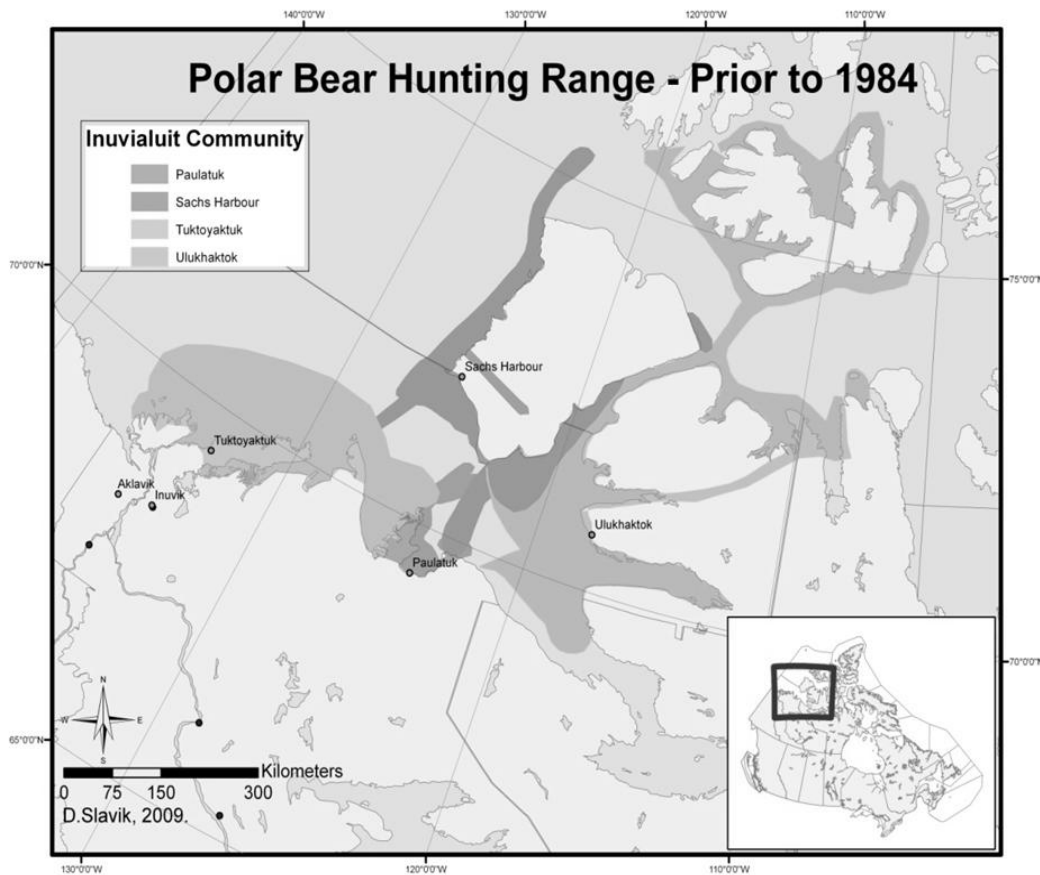 140°0'0"W 130°0'0"W 120°0'0"W 110°0'0"W
Polar Bear Hunting Range - Prior to 1984
Inuvialuit Community
Paulatuk
Sachs Harbour
Tuktoyaktuk
Ulukhaktok
70°0'0"N
75°0'0"N
Sachs Harbour
Tuktoyaktuk
Aklavik
Inuvik
Ulukhaktok
Paulatuk
70°0'0"N
N
W E
S
65°0'0"N
Kilometers
0 75 150 300
D.Slavik, 2009.
130°0'0"W 120°0'0"W 110°0'0"W